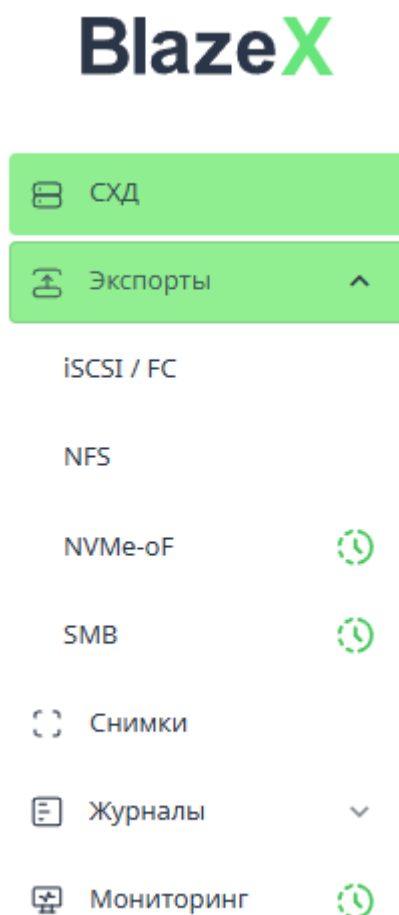 BlazeX
СХД
Экспорты
iSCSI / FC
NFS
NVMe-oF
SMB
Снимки
Журналы
Мониторинг